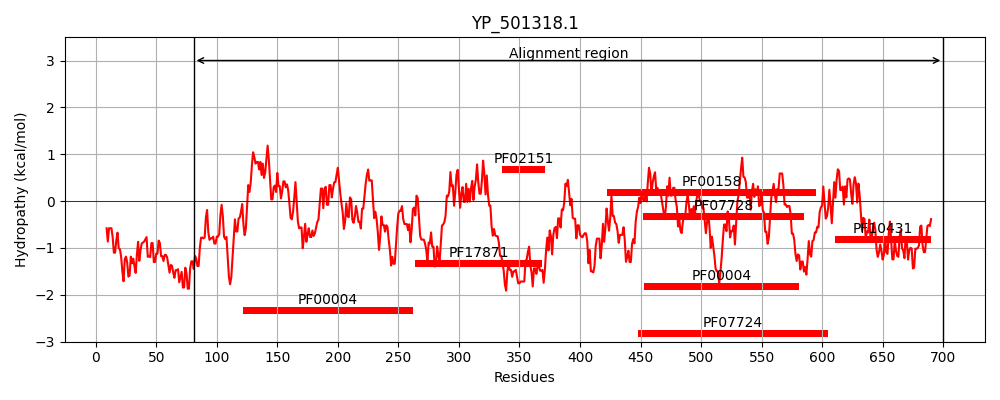 YP_501318.1
Alignment region
PF02151
PF00158
PF07728
PF10431
PF17871
PF00004
PF00004
PF07724
Hydropathy (kcal/mol)
3
2
1
0
−1
−2
−3
0 50 100 150 200 250 300 350 400 450 500 550 600 650 700
Residues